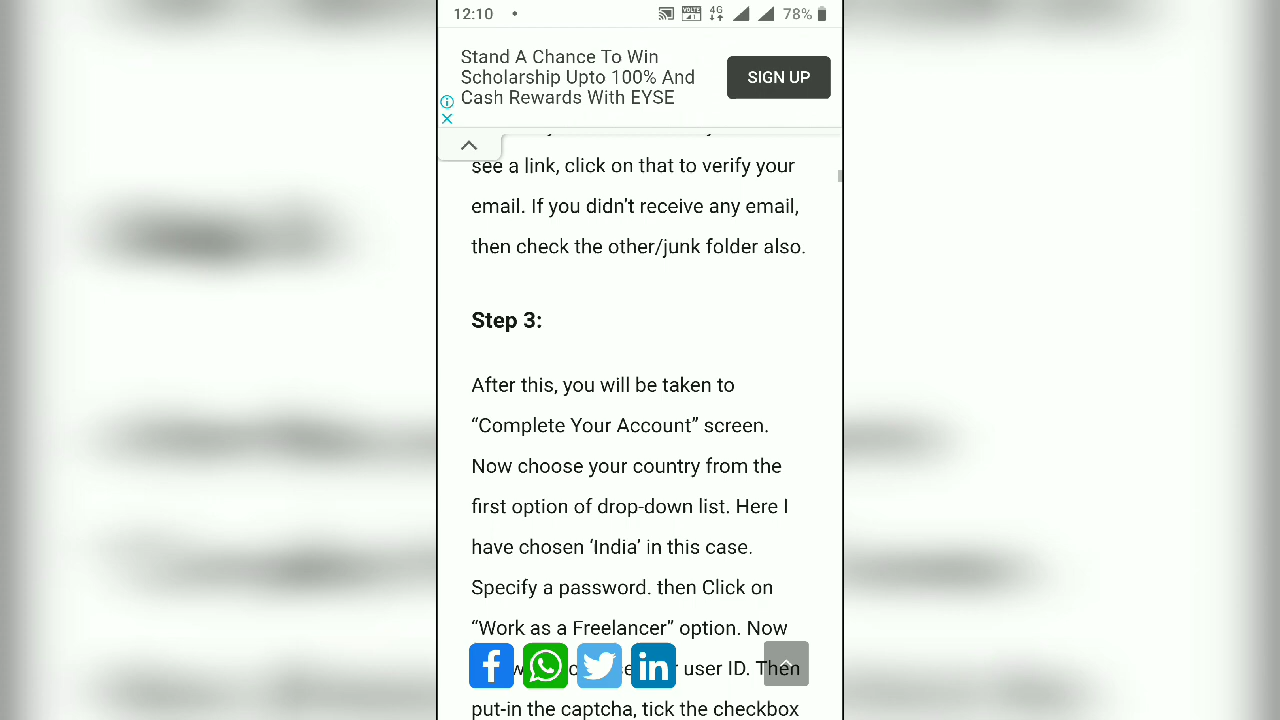 12:10
VOLTE
4G
78%
Stand A Chance To Win
Scholarship Upto 100% And
Cash Rewards With EYSE
SIGN UP
see a link, click on that to verify your
email. If you didn't receive any email,
then check the other/junk folder also.
Step 3:
After this, you will be taken to
“Complete Your Account” screen.
Now choose your country from the
first option of drop-down list. Here I
have chosen ‘India’ in this case.
Specify a password. then Click on
“Work as a Freelancer” option. Now
user ID. Then
put-in the captcha, tick the checkbox